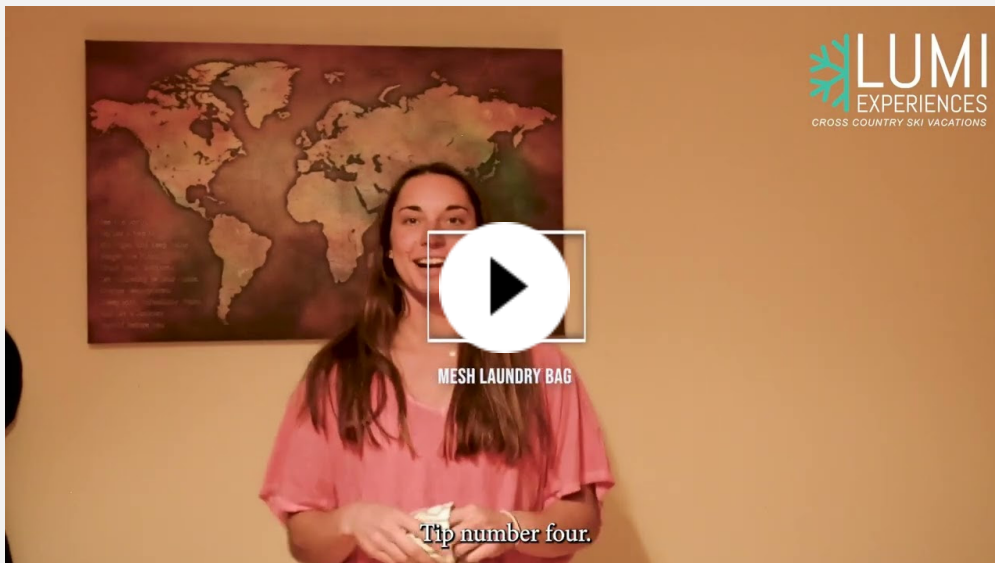 LUMI
EXPERIENCES
CROSS COUNTRY SKI VACATIONS
MESH LAUNDRY BAG
Tip number four.